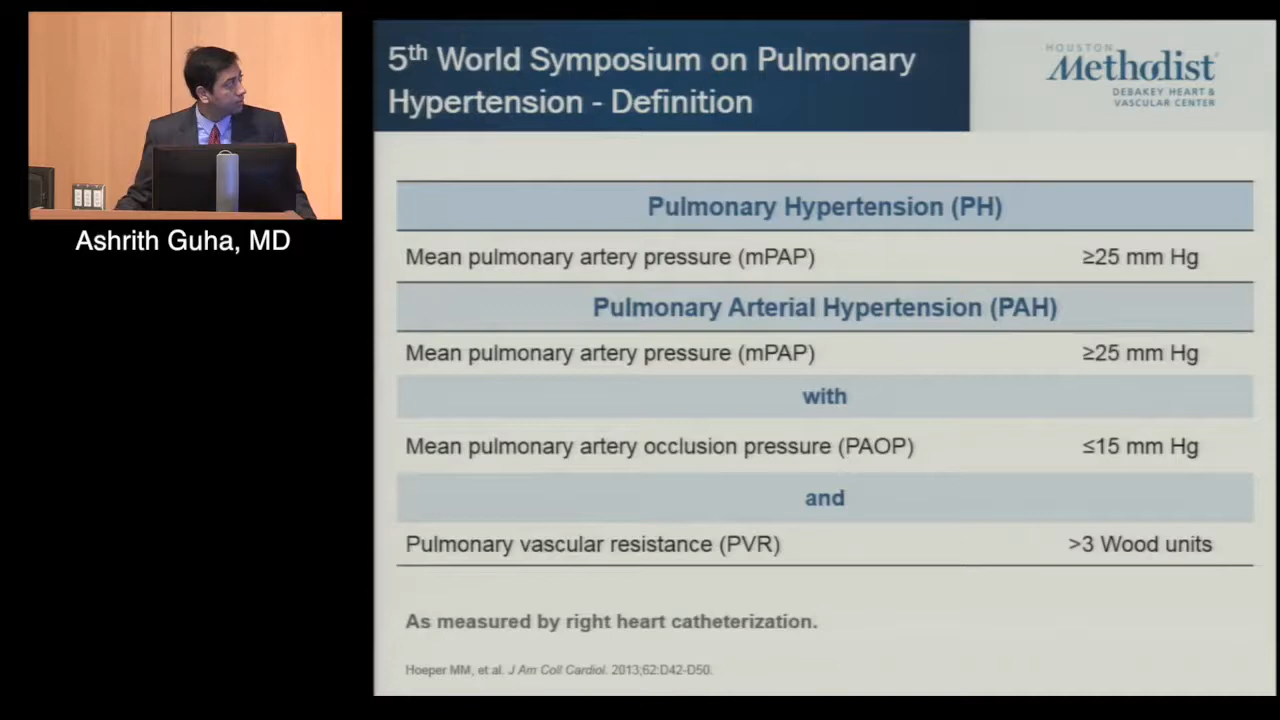 Ashrith Guha, MD
5th World Symposium on Pulmonary
Hypertension - Definition
HOUSTON
Methodist
DEBAKEY HEART &
VASCULAR CENTER
Pulmonary Hypertension (PH)
Mean pulmonary artery pressure (mPAP) ≥25 mm Hg
Pulmonary Arterial Hypertension (PAH)
Mean pulmonary artery pressure (mPAP) ≥25 mm Hg
with
Mean pulmonary artery occlusion pressure (PAOP) ≤15 mm Hg
and
Pulmonary vascular resistance (PVR) >3 Wood units
As measured by right heart catheterization.
Hoeper MM, et al. J Am Coll Cardiol. 2013;62:D42-D50.